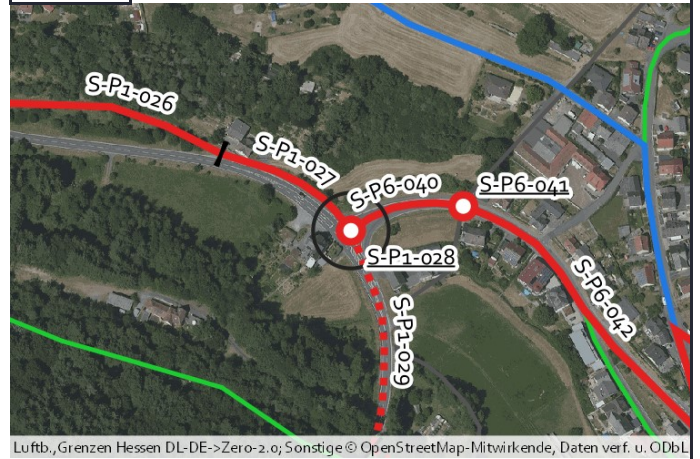 S-P1-026
S-P1-027
S-P6-040
S-P6-041
S-P1-028
S-P1-029
S-P6-042
Luftb.,Grenzen Hessen DL-DE->Zero-2.0; Sonstige © OpenStreetMap-Mitwirkende, Daten verf. u. ODbL